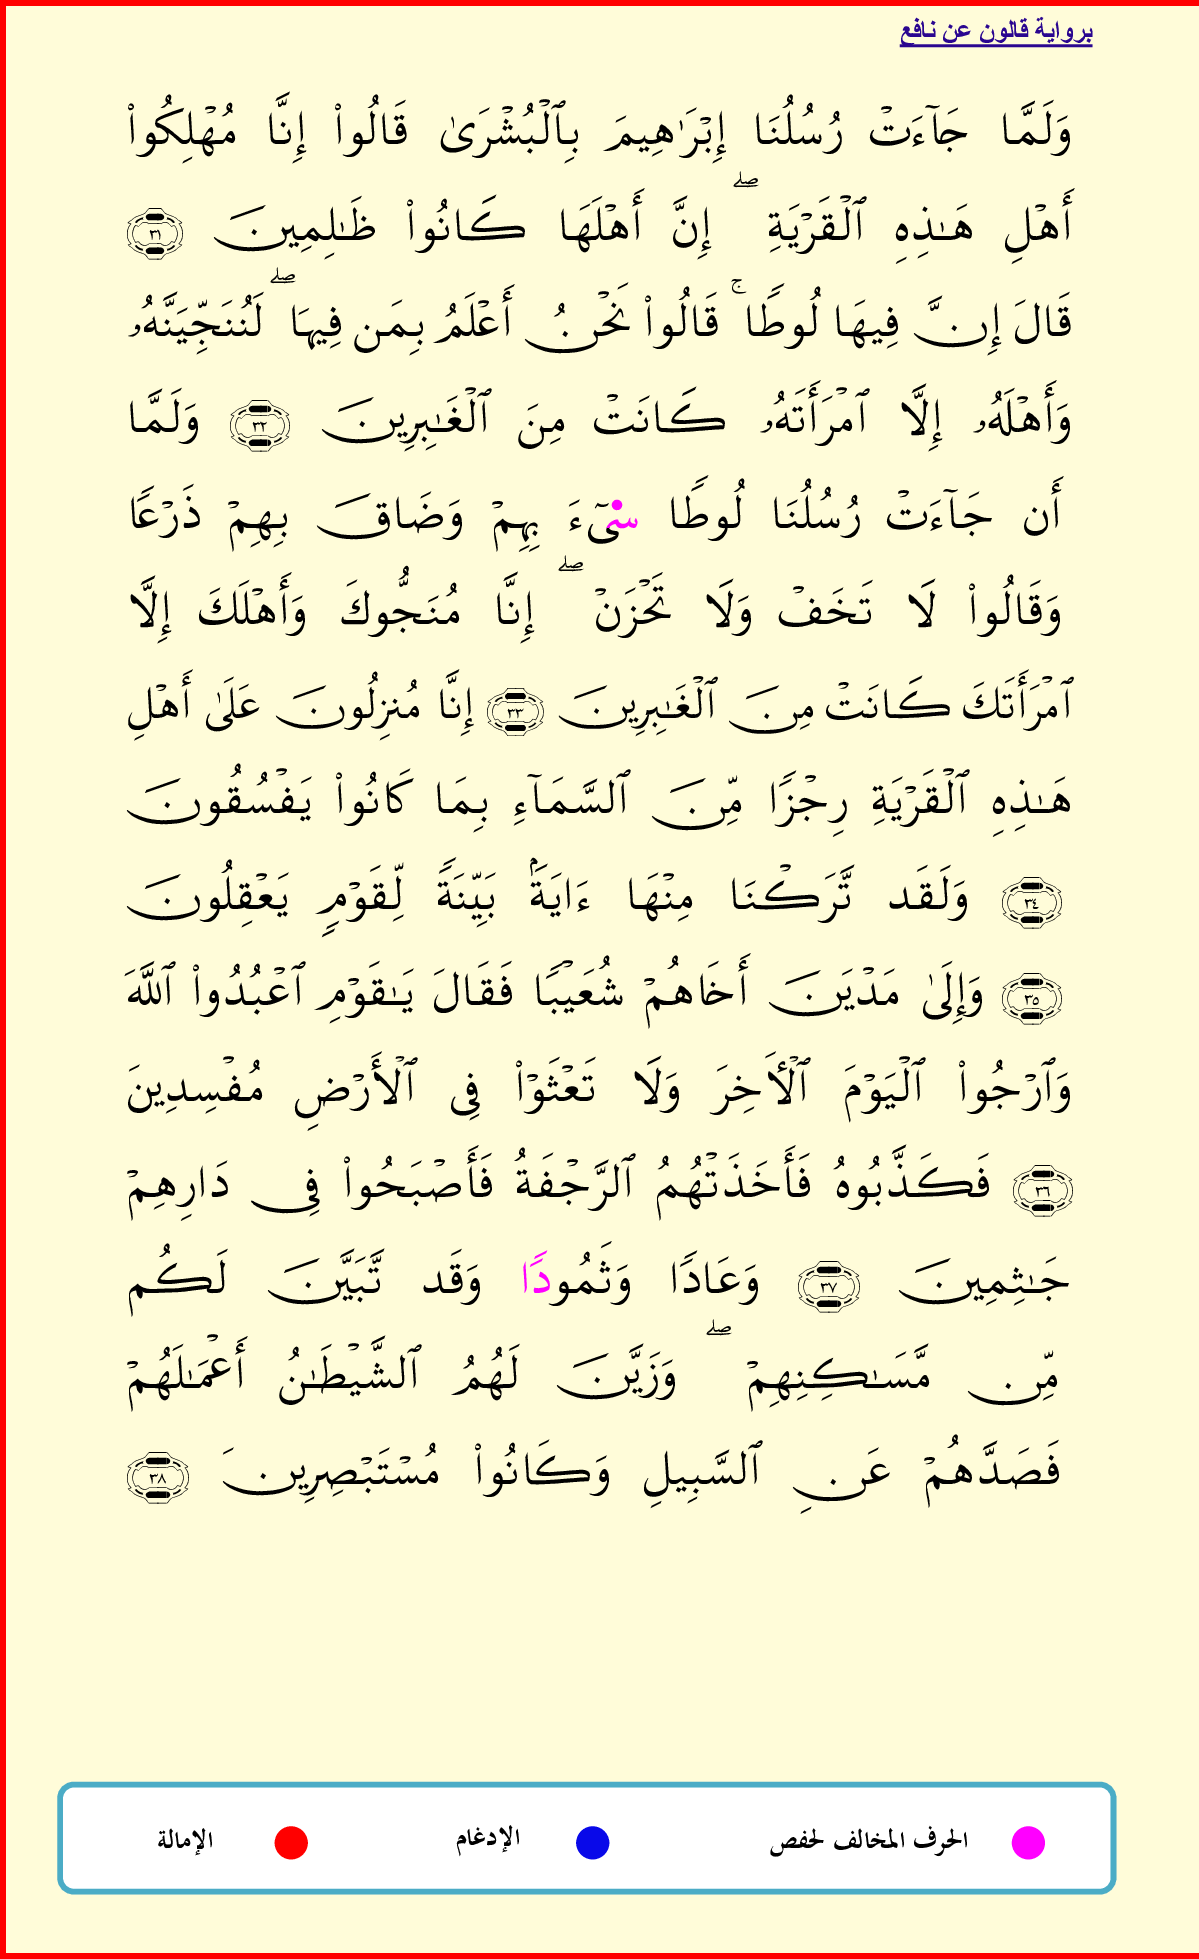 برواية قالون عن نافع
وَلَمَّا جَآءَتْ رُسُلُنَا إِبْرَٰهِيمَ بِٱلْبُشْرَىٰ قَالُوا۟ إِنَّا مُهْلِكُوا۟
أَهْلِ هَـٰذِهِ ٱلْقَرْيَةِ ۖ إِنَّ أَهْلَهَا كَانُوا۟ ظَـٰلِمِينَ ٣١
قَالَ إِنَّ فِيهَا لُوطًا ۚ قَالُوا۟ نَحْنُ أَعْلَمُ بِمَن فِيهَا ۖ لَنُنَجِّيَنَّهُۥ
وَأَهْلَهُۥ إِلَّا ٱمْرَأَتَهُۥ كَانَتْ مِنَ ٱلْغَـٰبِرِينَ ٣٢ وَلَمَّا
أَن جَآءَتْ رُسُلُنَا لُوطًا سِىٓءَ بِهِمْ وَضَاقَ بِهِمْ ذَرْعًا
وَقَالُوا۟ لَا تَخَفْ وَلَا تَحْزَنْ ۖ إِنَّا مُنَجُّوكَ وَأَهْلَكَ إِلَّا
ٱمْرَأَتَكَ كَانَتْ مِنَ ٱلْغَـٰبِرِينَ ٣٣ إِنَّا مُنزِلُونَ عَلَىٰ أَهْلِ
هَـٰذِهِ ٱلْقَرْيَةِ رِجْزًا مِّنَ ٱلسَّمَآءِ بِمَا كَانُوا۟ يَفْسُقُونَ
٣٤ وَلَقَد تَّرَكْنَا مِنْهَا ءَايَةًۢ بَيِّنَةً لِّقَوْمٍ يَعْقِلُونَ
٣٥ وَإِلَىٰ مَدْيَنَ أَخَاهُمْ شُعَيْبًا فَقَالَ يَـٰقَوْمِ ٱعْبُدُوا۟ ٱللَّهَ
وَٱرْجُوا۟ ٱلْيَوْمَ ٱلْـَٔاخِرَ وَلَا تَعْثَوْا۟ فِى ٱلْأَرْضِ مُفْسِدِينَ
٣٦ فَكَذَّبُوهُ فَأَخَذَتْهُمُ ٱلرَّجْفَةُ فَأَصْبَحُوا۟ فِى دَارِهِمْ
جَـٰثِمِينَ ٣٧ وَعَادًا وَثَمُودًا وَقَد تَّبَيَّنَ لَكُم
مِّن مَّسَـٰكِنِهِمْ ۖ وَزَيَّنَ لَهُمُ ٱلشَّيْطَـٰنُ أَعْمَـٰلَهُمْ
فَصَدَّهُمْ عَنِ ٱلسَّبِيلِ وَكَانُوا۟ مُسْتَبْصِرِينَ ٣٨
الحرف المخالف لحفص الإدغام الإمالة